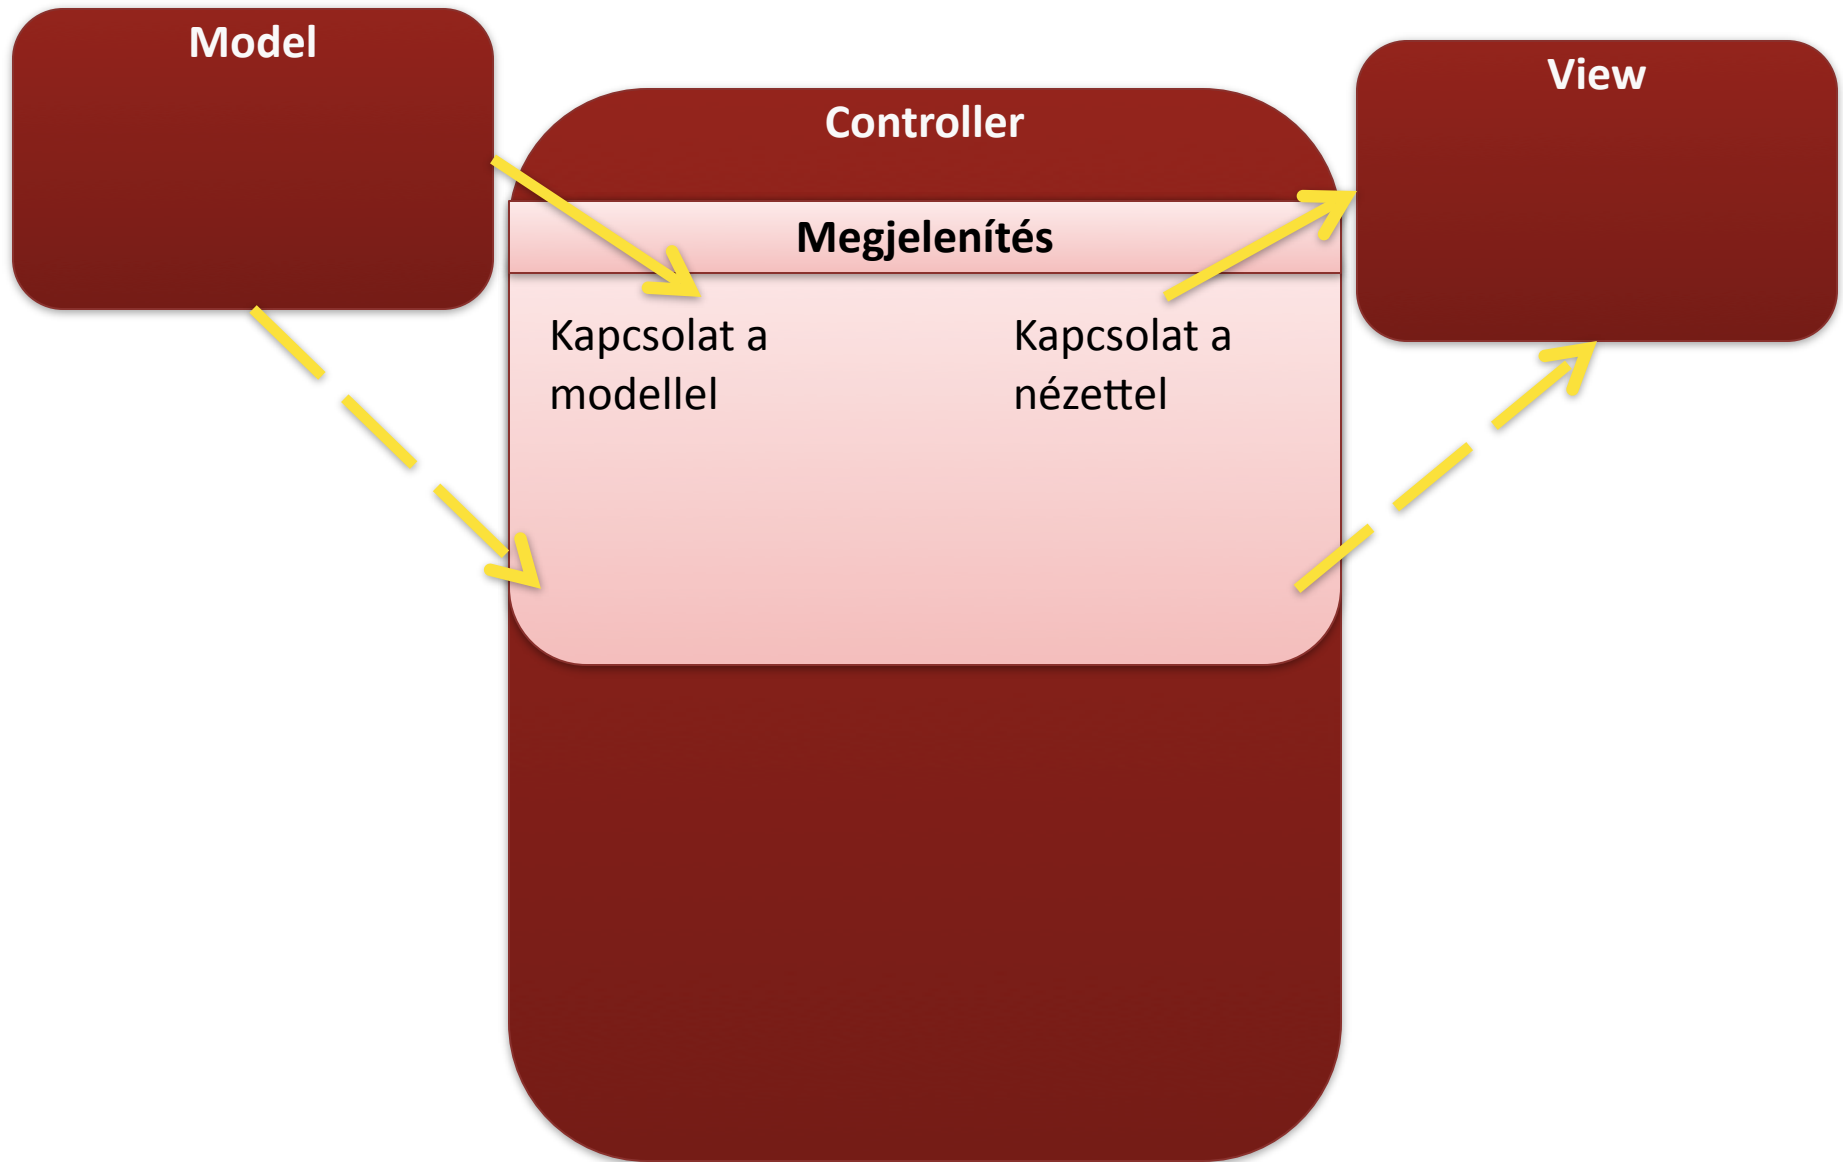 Model
View
Controller
Megjelenítés
Kapcsolat a
modellel
Kapcsolat a
nézettel